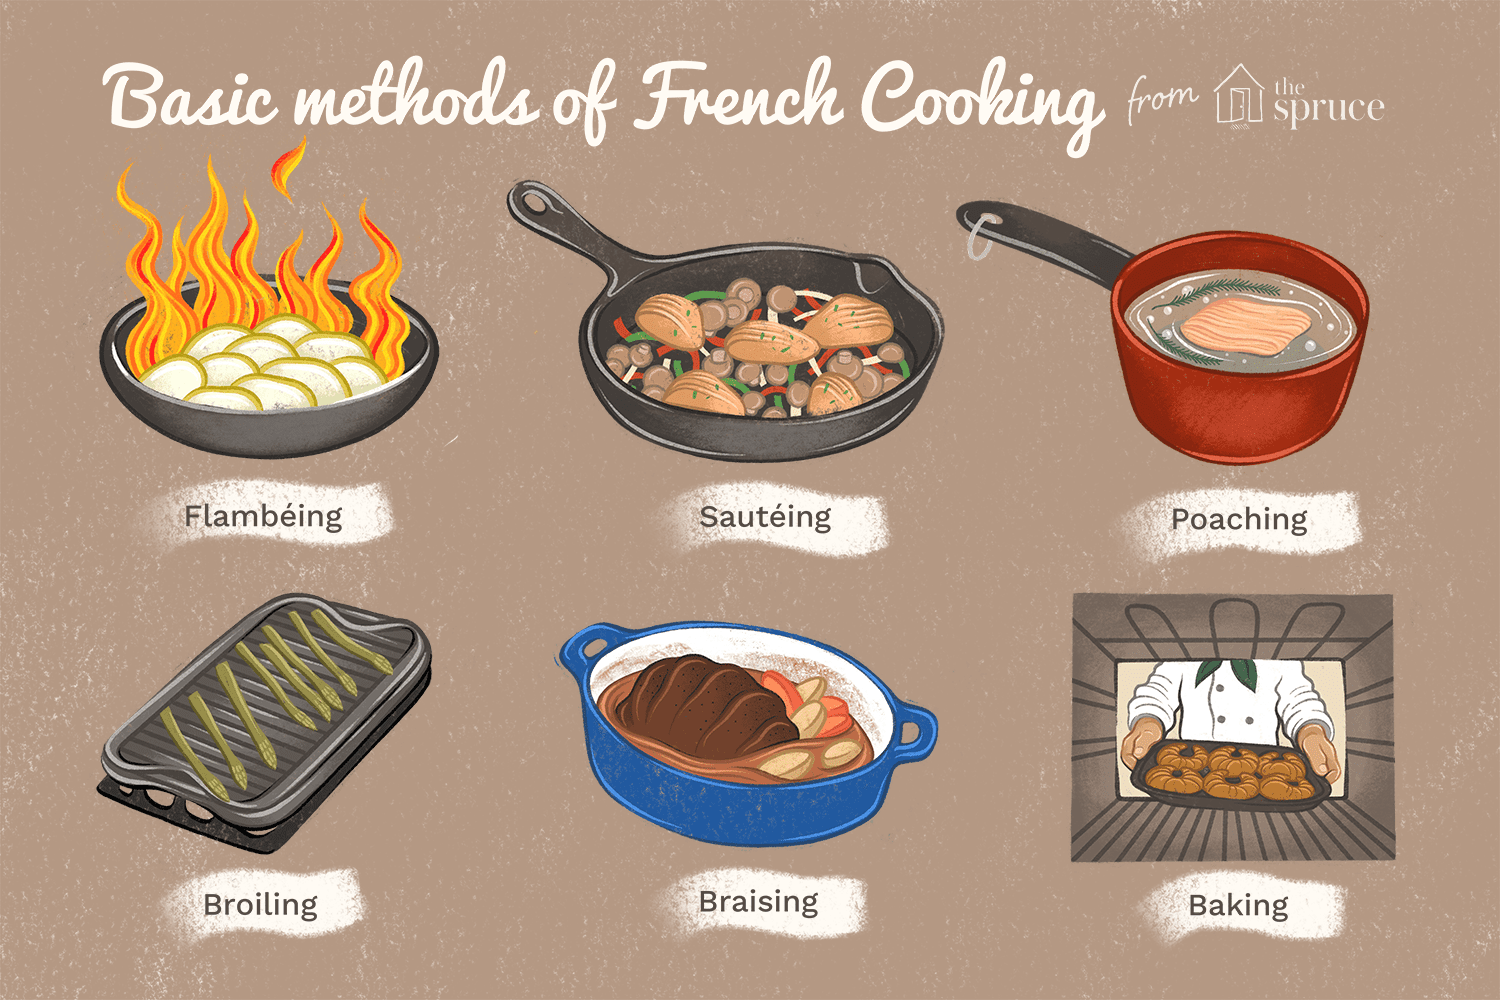 Basic methods of French Cooking from the spruce
Flambéing
Sautéing
Poaching
Broiling
Braising
Baking